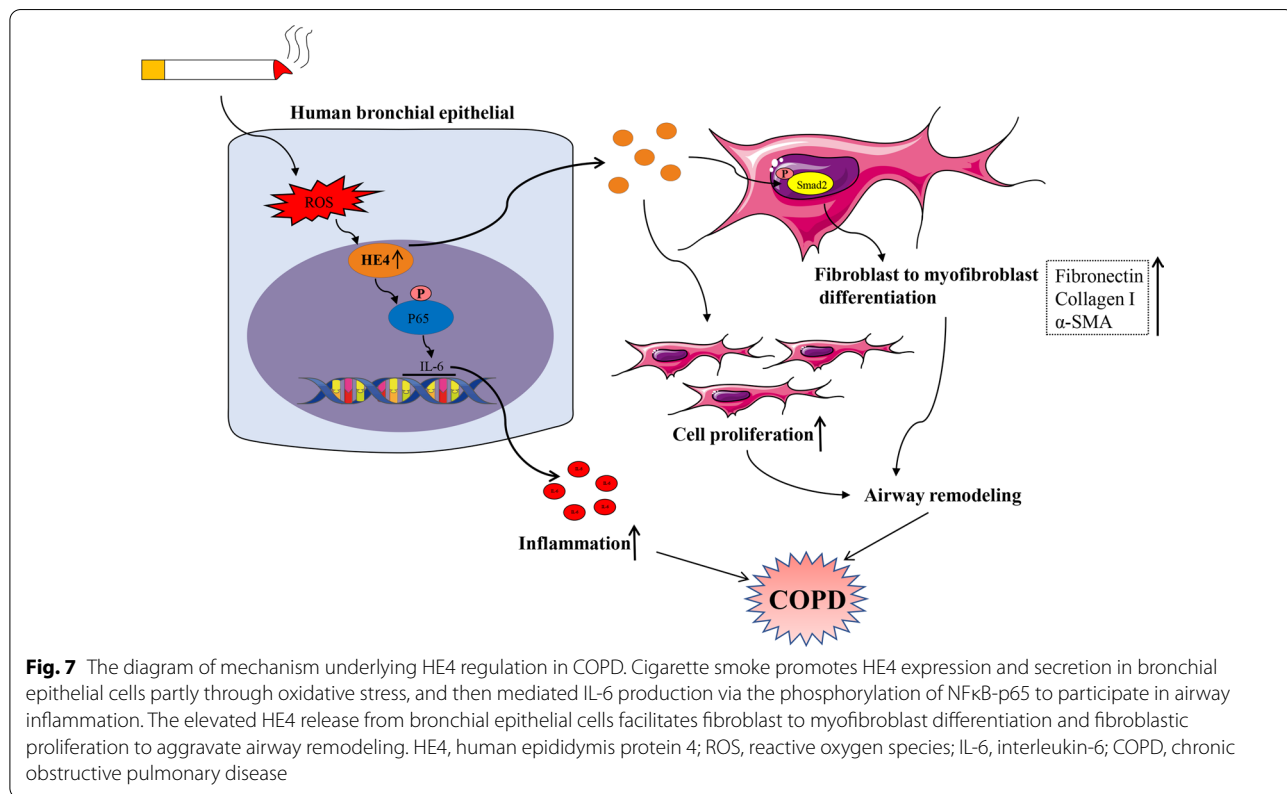 Human bronchial epithelial
ROS
HE4
P
P65
IL-6
P
Smad2
Fibroblast to myofibroblast
differentiation
Fibronectin
Collagen I
α-SMA
Cell proliferation
Airway remodeling
Inflammation
COPD
Fig. 7 The diagram of mechanism underlying HE4 regulation in COPD. Cigarette smoke promotes HE4 expression and secretion in bronchial
epithelial cells partly through oxidative stress, and then mediated IL-6 production via the phosphorylation of NFκB-p65 to participate in airway
inflammation. The elevated HE4 release from bronchial epithelial cells facilitates fibroblast to myofibroblast differentiation and fibroblastic
proliferation to aggravate airway remodeling. HE4, human epididymis protein 4; ROS, reactive oxygen species; IL-6, interleukin-6; COPD, chronic
obstructive pulmonary disease